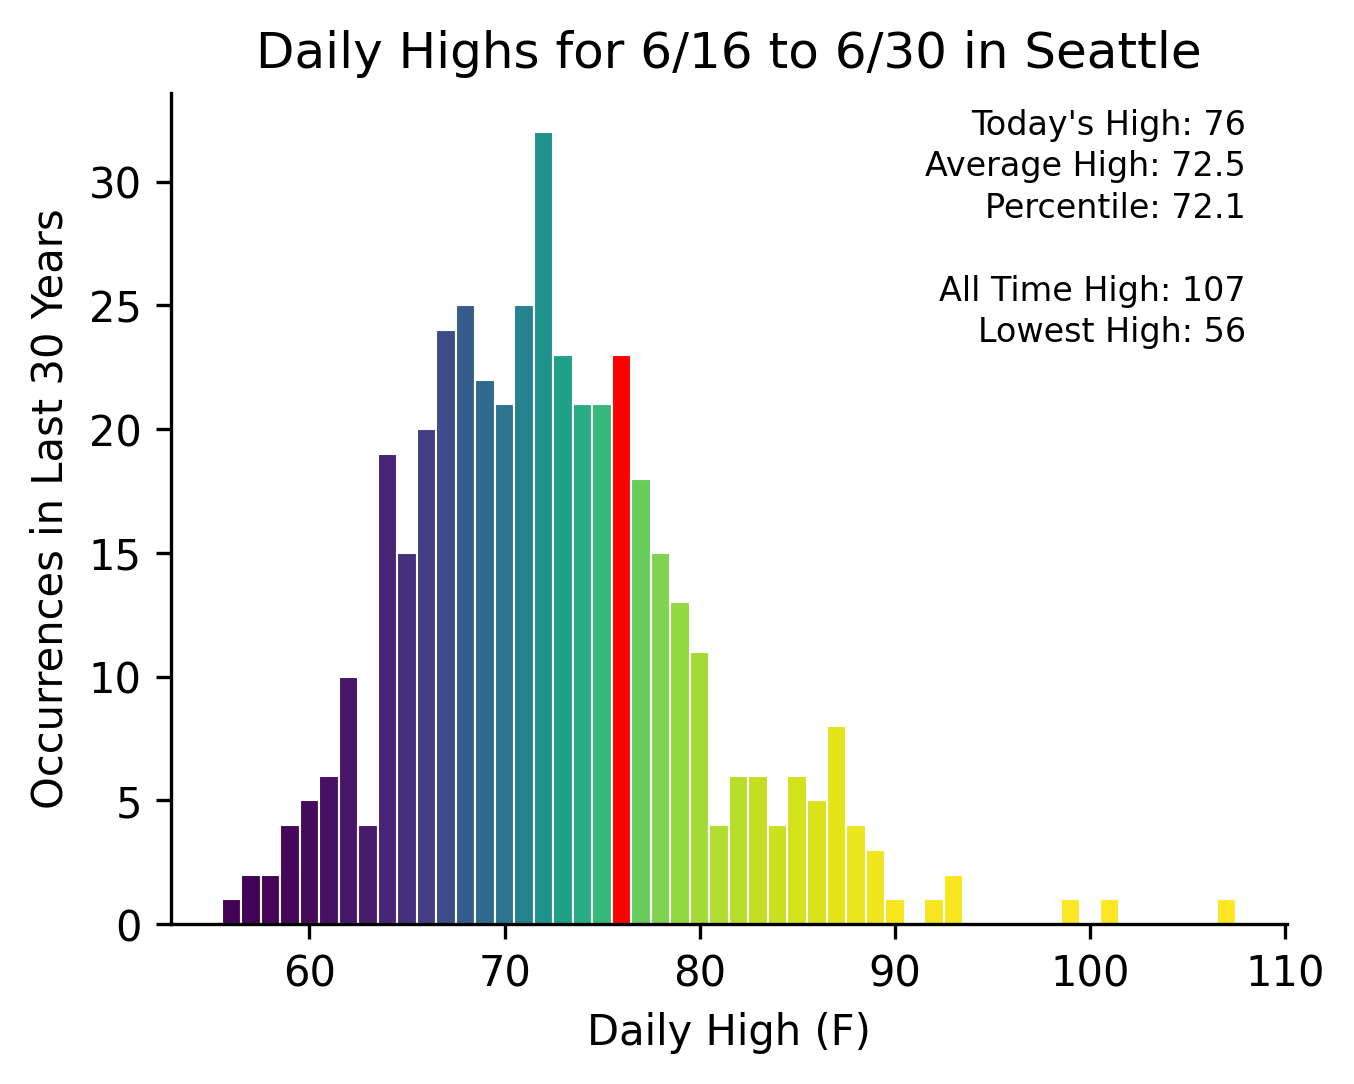 Daily Highs for 6/16 to 6/30 in Seattle
Today's High: 76
Average High: 72.5
Percentile: 72.1
All Time High: 107
Lowest High: 56
Occurrences in Last 30 Years
30
25
20
15
10
5
0
60 70 80 90 100 110
Daily High (F)